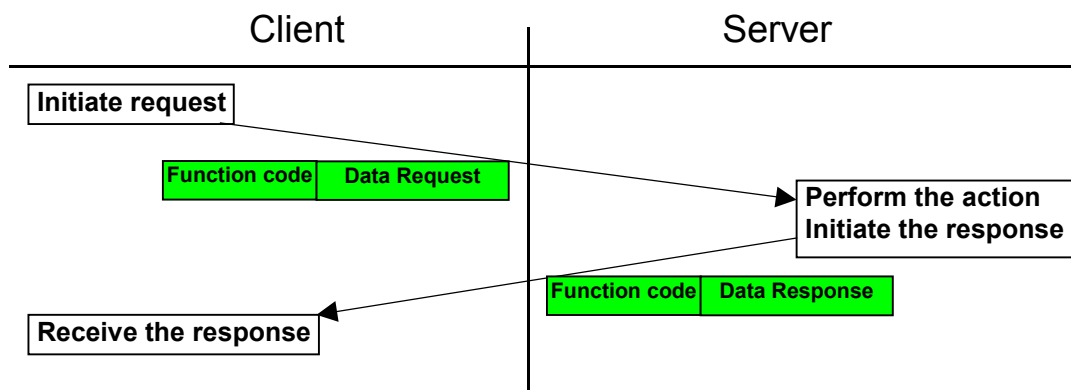 Client
Server
Initiate request
Function code
Data Request
Perform the action
Initiate the response
Function code
Data Response
Receive the response